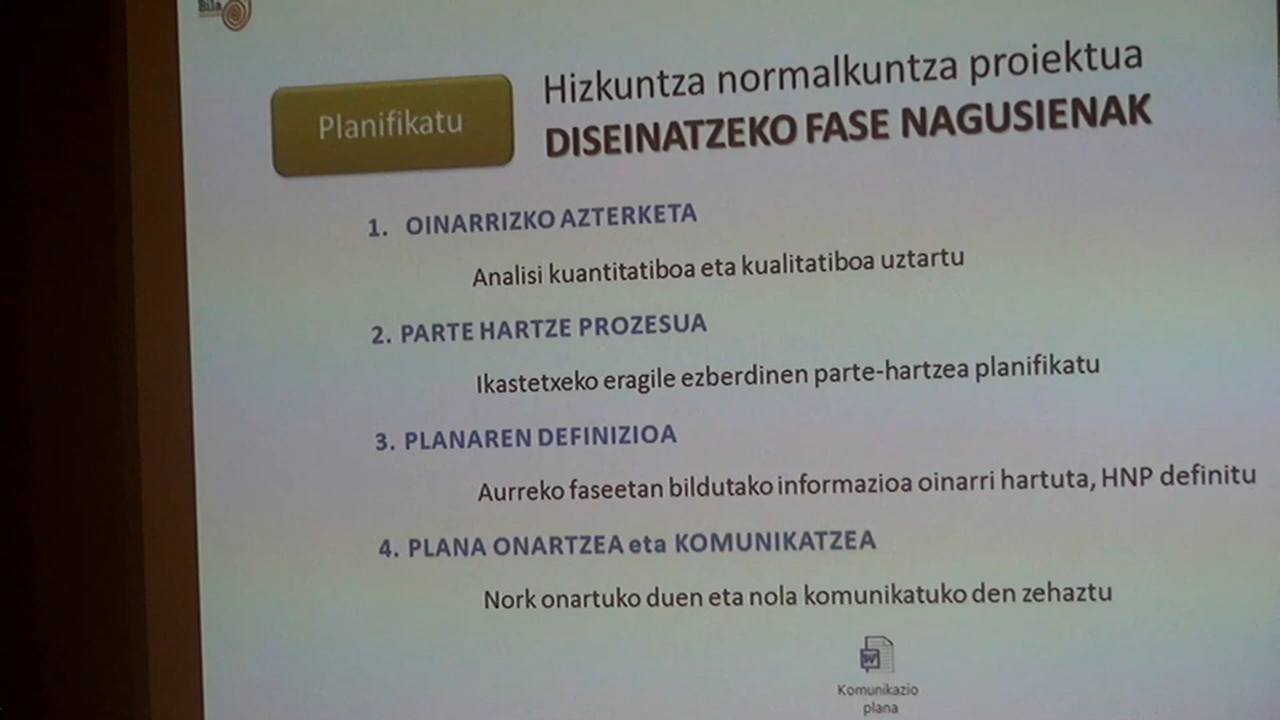 Bila
Planifikatu
Hizkuntza normalkuntza proiektua
DISEINATZEKO FASE NAGUSIENAK
1. OINARRIZKO AZTERKETA
Analisi kuantitatiboa eta kualitatiboa uztartu
2. PARTE HARTZE PROZESUA
Ikastetxeko eragile ezberdinen parte-hartzea planifikatu
3. PLANAREN DEFINIZIOA
Aurreko faseetan bildutako informazioa oinarri hartuta, HNP definitu
4. PLANA ONARTZEA eta KOMUNIKATZEA
Nork onartuko duen eta nola komunikatuko den zehaztu
W
Komunikazio
plana